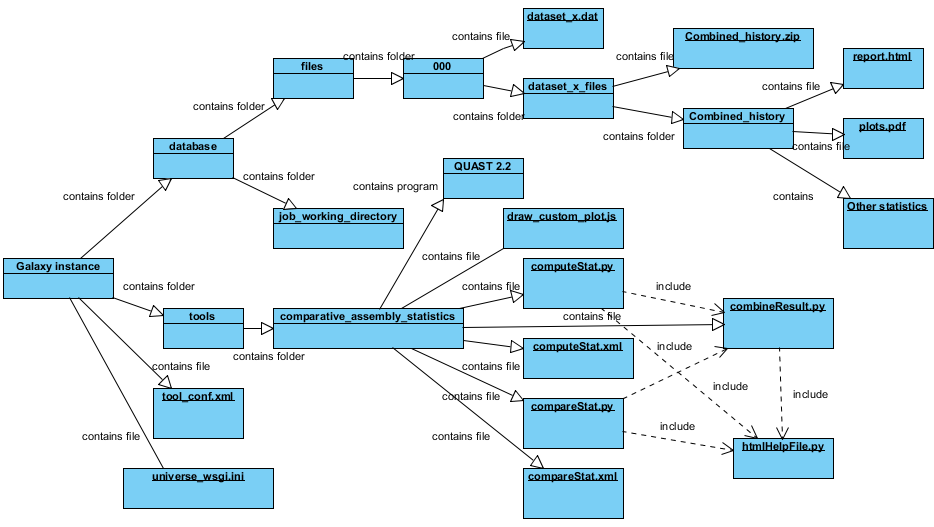 dataset_x.dat
contains file
Combined_history.zip
contains folder
contains file
report.html
files
000
contains file
dataset_x_files
contains folder
contains folder
Combined_history
plots.pdf
contains folder
contains file
database
QUAST 2.2
contains folder
contains program
contains folder
contains
Other statistics
job_working_directory
draw_custom_plot.js
contains file
Galaxy instance
computeStat.py
contains folder
contains file
include
combineResult.py
tools
comparative_assembly_statistics
contains file
computeStat.xml
include
contains folder
contains file
contains file
include
tool_conf.xml
contains file
include
compareStat.py
include
contains file
contains file
htmlHelpFile.py
universe_wsgi.ini
compareStat.xml